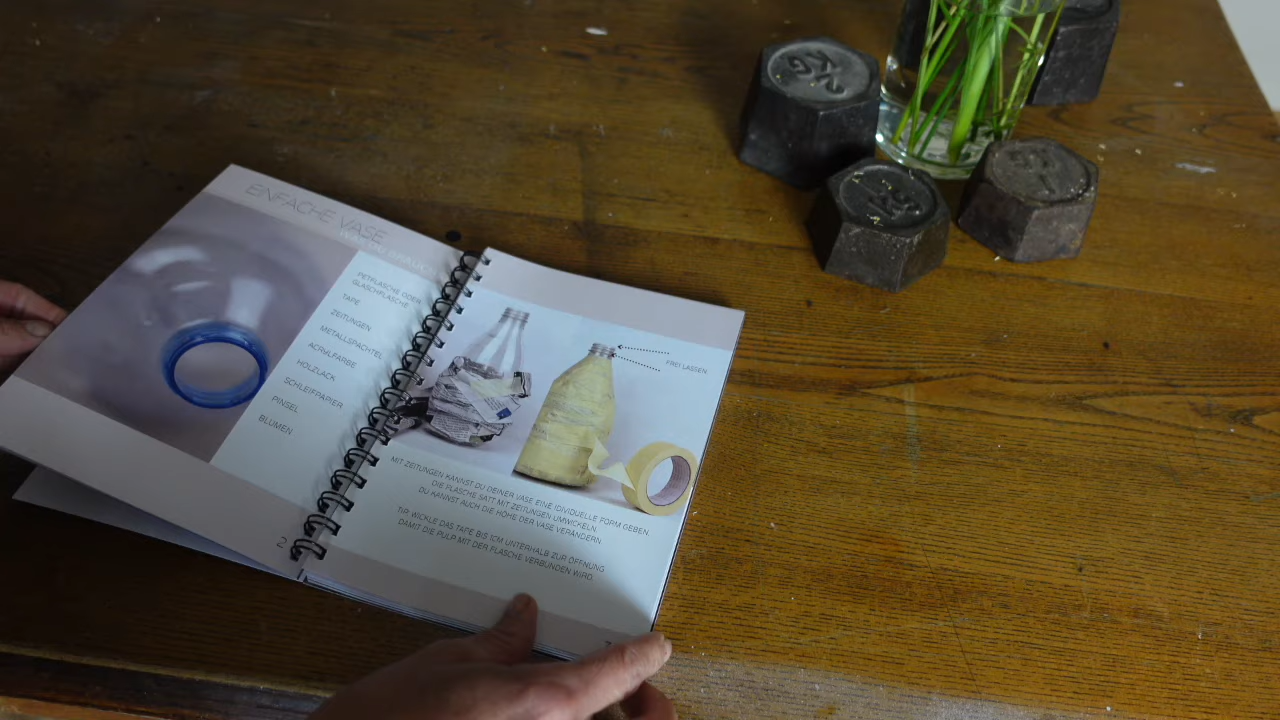 EINFACHE VASE
PETFLASCHE ODER
GLASCHFLASCHE
TAPE
ZEITUNGEN
METALLSPACHTEL
ACRYLFARBE
HOLZLACK
SCHLEIFPAPIER
PINSEL
BLUMEN
2
FREI LASSEN
MIT ZEITUNGEN KANNST DU DEINER VASE EINE IDIVIDUELLE FORM GEBEN.
DIE FLASCHE SATT MIT ZEITUNGEN UMWICKELN.
DU KANNST AUCH DIE HÖHE DER VASE VERÄNDERN.
TIP: WICKLE DAS TAPE BIS 1CM UNTERHALB ZUR ÖFFNUNG
DAMIT DIE PULP MIT DER FLASCHE VERBUNDEN WIRD.